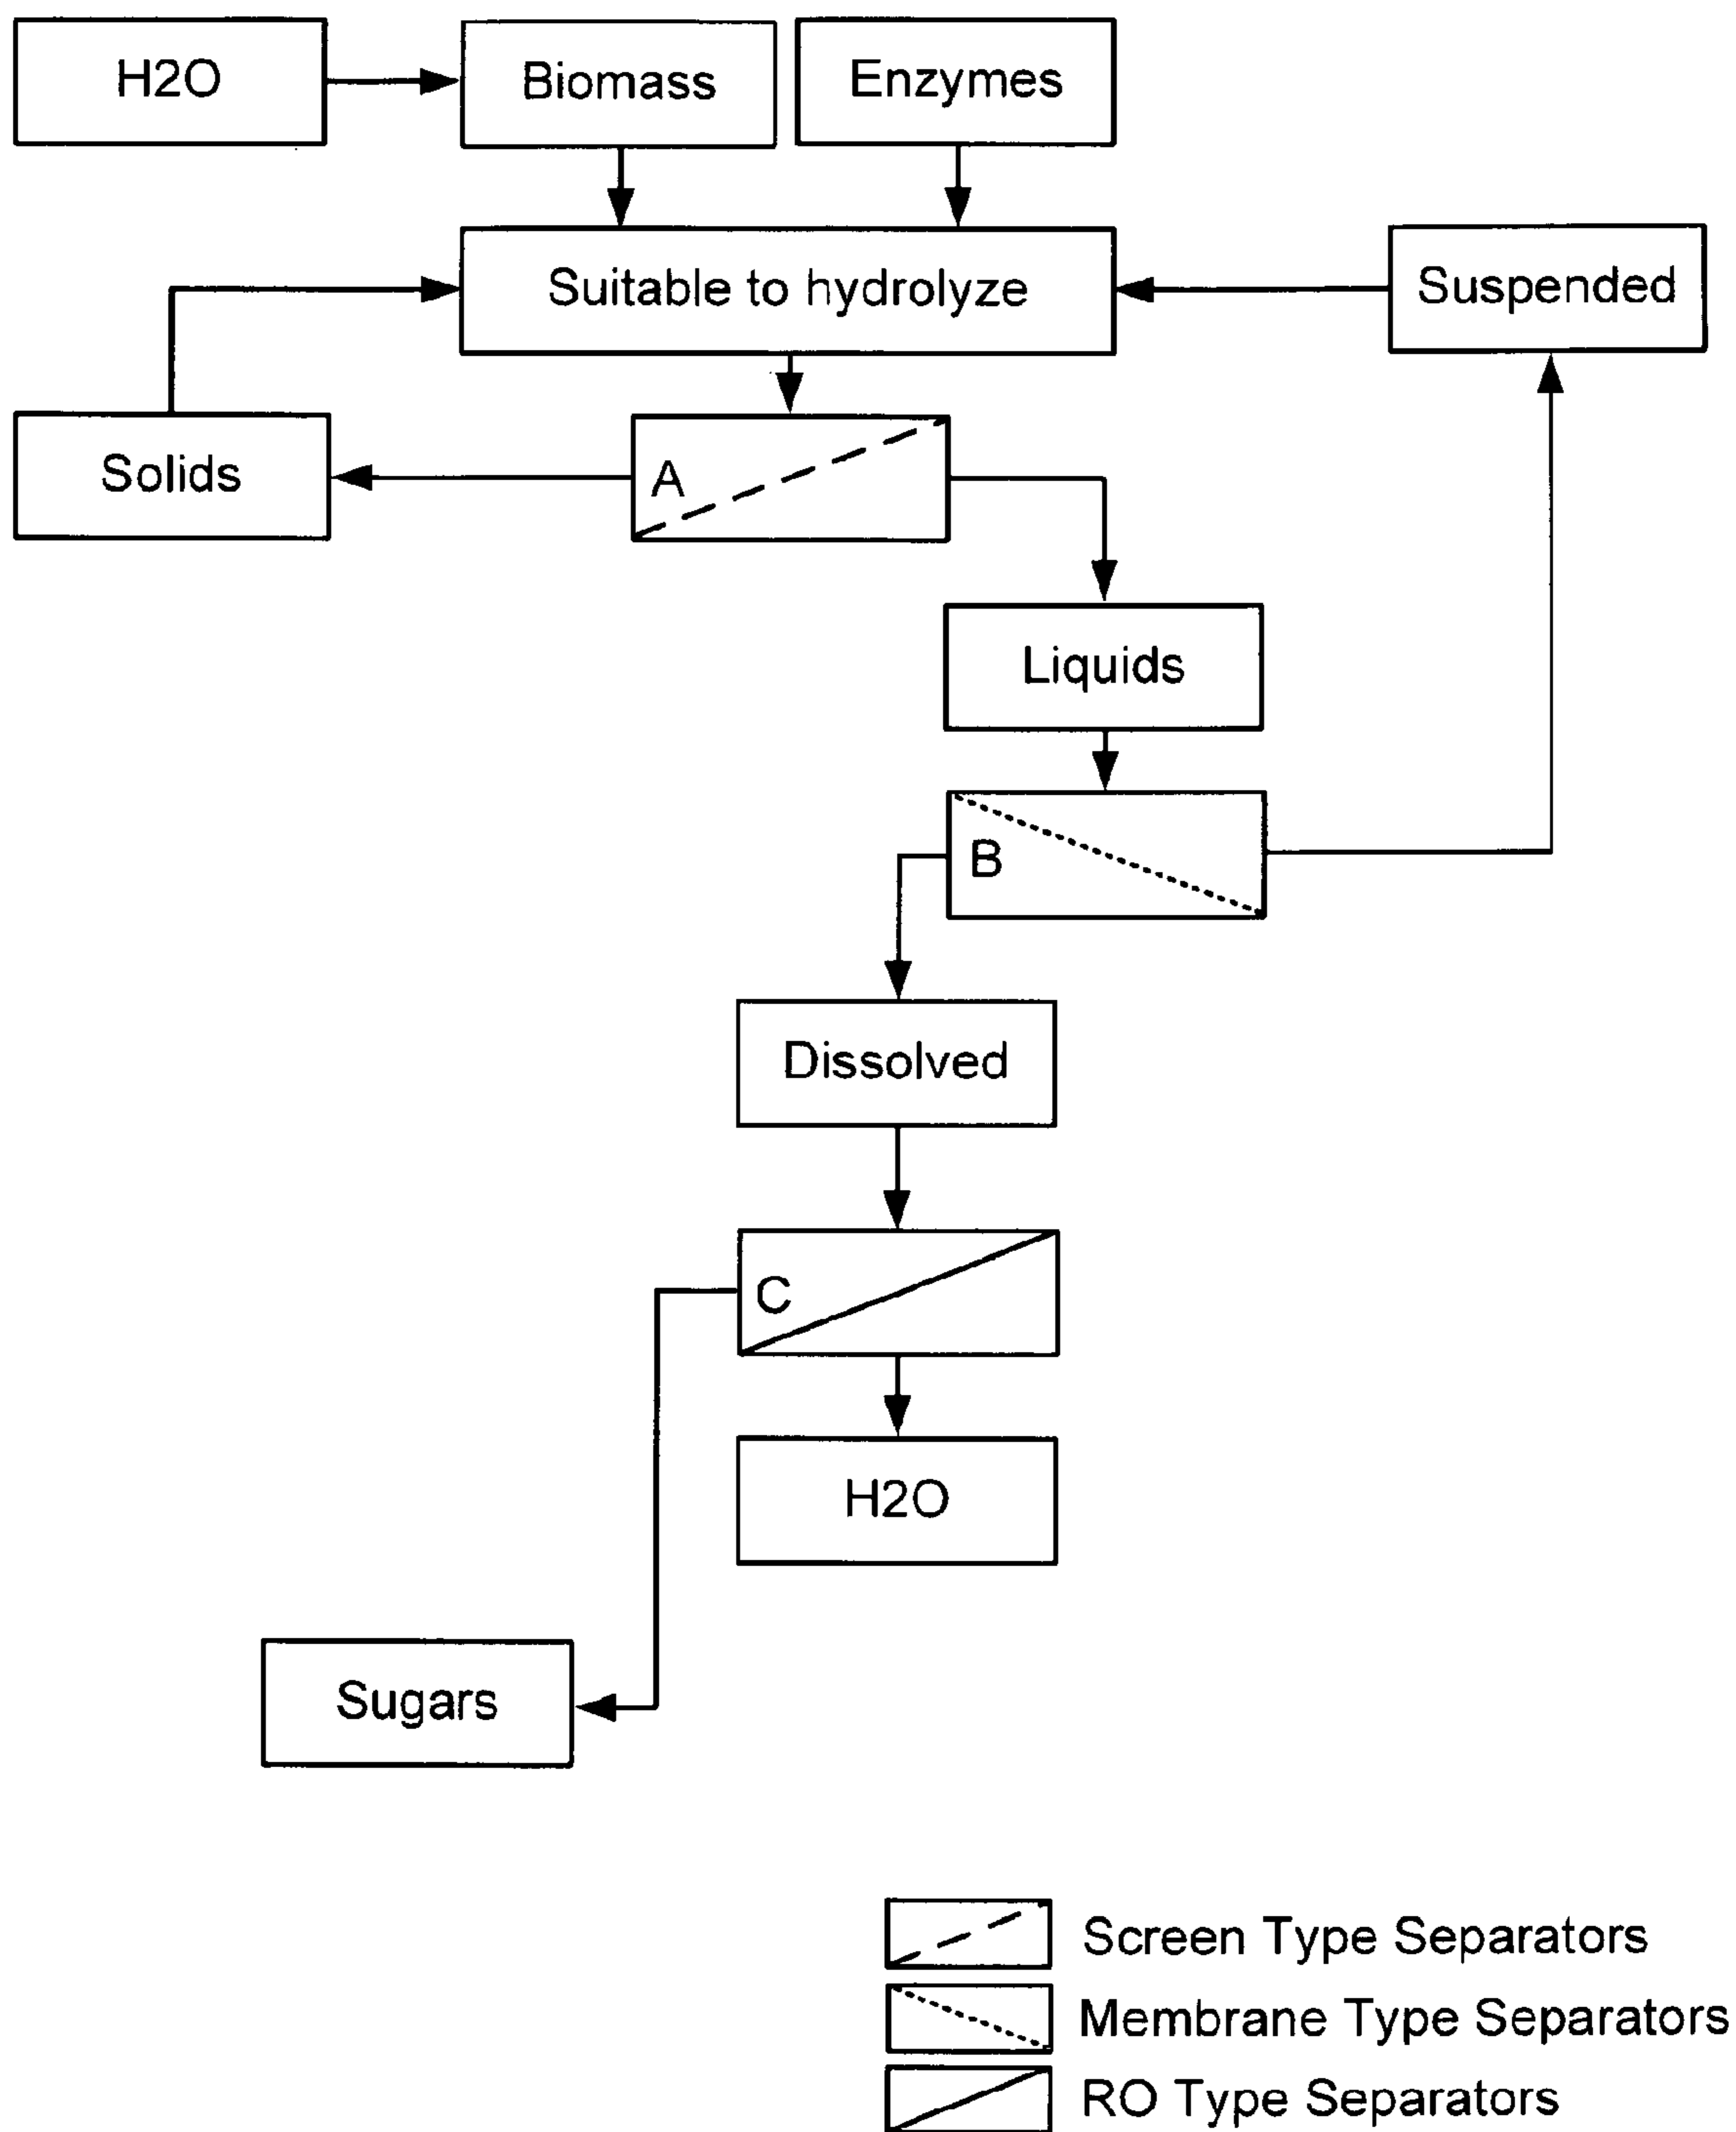 H2O
Biomass
Enzymes
Suitable to hydrolyze
Suspended
Solids
A
Liquids
B
Dissolved
C
H2O
Sugars
Screen Type Separators
Membrane Type Separators
RO Type Separators